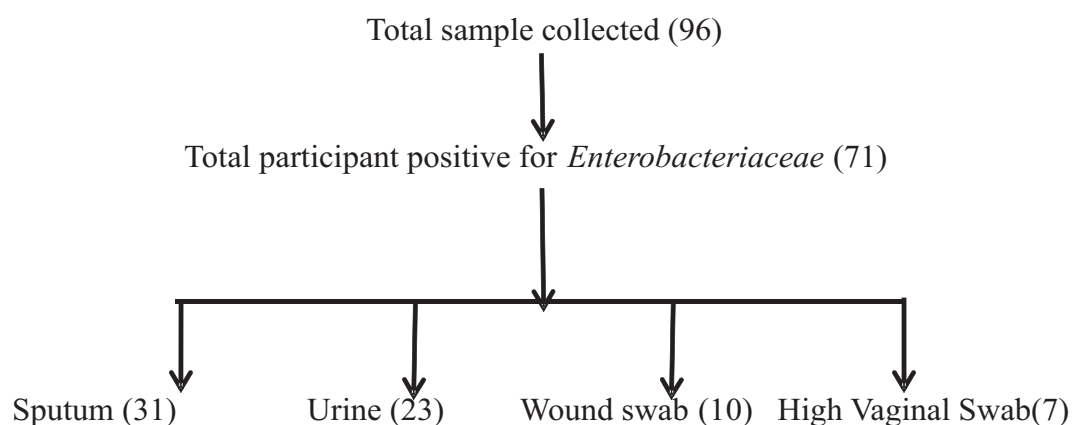 Total sample collected (96)
Total participant positive for Enterobacteriaceae (71)
Sputum (31) Urine (23) Wound swab (10) High Vaginal Swab(7)